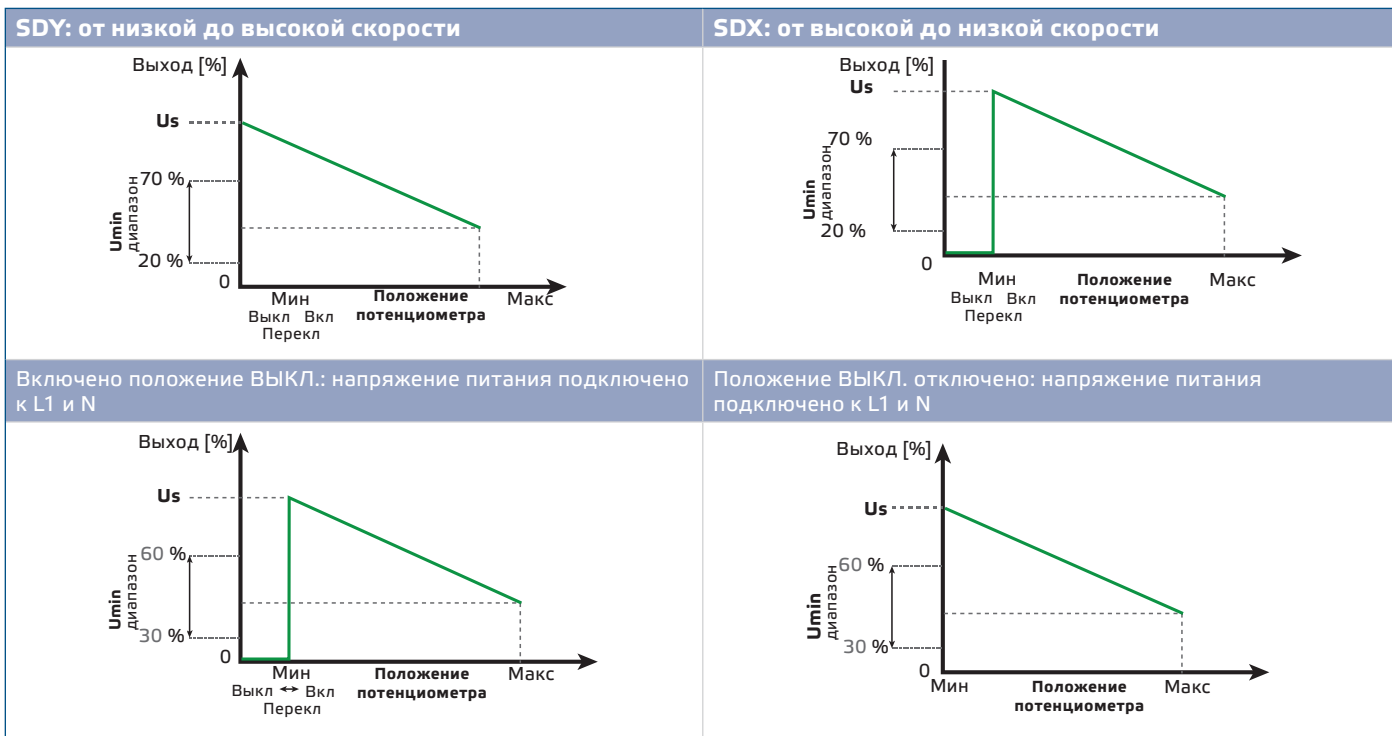 SDY: от низкой до высокой скорости
Выход [%]
Us
70 %
Umin
диапазон
20 %
0
Мин
Выкл Вкл
Перекл
Положение
потенциометра
Макс
SDX: от высокой до низкой скорости
Выход [%]
Us
70 %
Umin
диапазон
20 %
0
Мин
Выкл Вкл
Перекл
Положение
потенциометра
Макс
Включено положение ВЫКЛ.: напряжение питания подключено
к L1 и N
Выход [%]
Us
60 %
Umin
диапазон
30 %
0
Мин
Выкл ↔ Вкл
Перекл
Положение
потенциометра
Макс
Положение ВЫКЛ. отключено: напряжение питания
подключено к L1 и N
Выход [%]
Us
60 %
Umin
диапазон
30 %
0
Мин
Положение
потенциометра
Макс